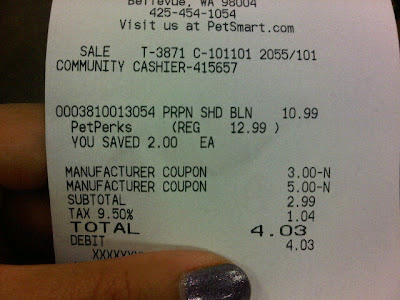 Bellevue, WA 98004
425-454-1054
Visit us at PetSmart.com
SALE T-3871 C-101101 2055/101
COMMUNITY CASHIER-415657
0003810013054 PRPN SHD BLN 10.99
PetPerks (REG 12.99 )
YOU SAVED 2.00 EA
MANUFACTURER COUPON 3.00-N
MANUFACTURER COUPON 5.00-N
SUBTOTAL 2.99
TAX 9.50% 1.04
TOTAL 4.03
DEBIT 4.03